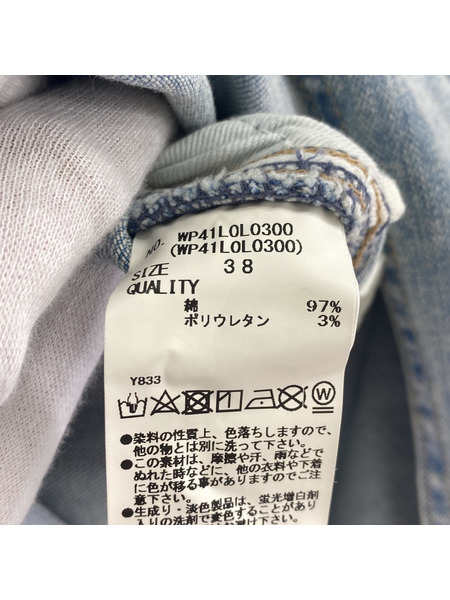 NO. WP41L0L0300
(WP41L0L0300)
SIZE 38
QUALITY
綿 97%
ポリウレタン 3%
Y833
W
●染料の性質上、色落ちしますので、
他の物とは別に洗って下さい。
●この素材は、摩擦や汗、雨などで
ぬれた時などに、他の衣料や下着
に色が移る事がありますのでご注
意下さい。
●生成り・淡色製品は、蛍光増白剤
入りの洗剤で変色することがあり